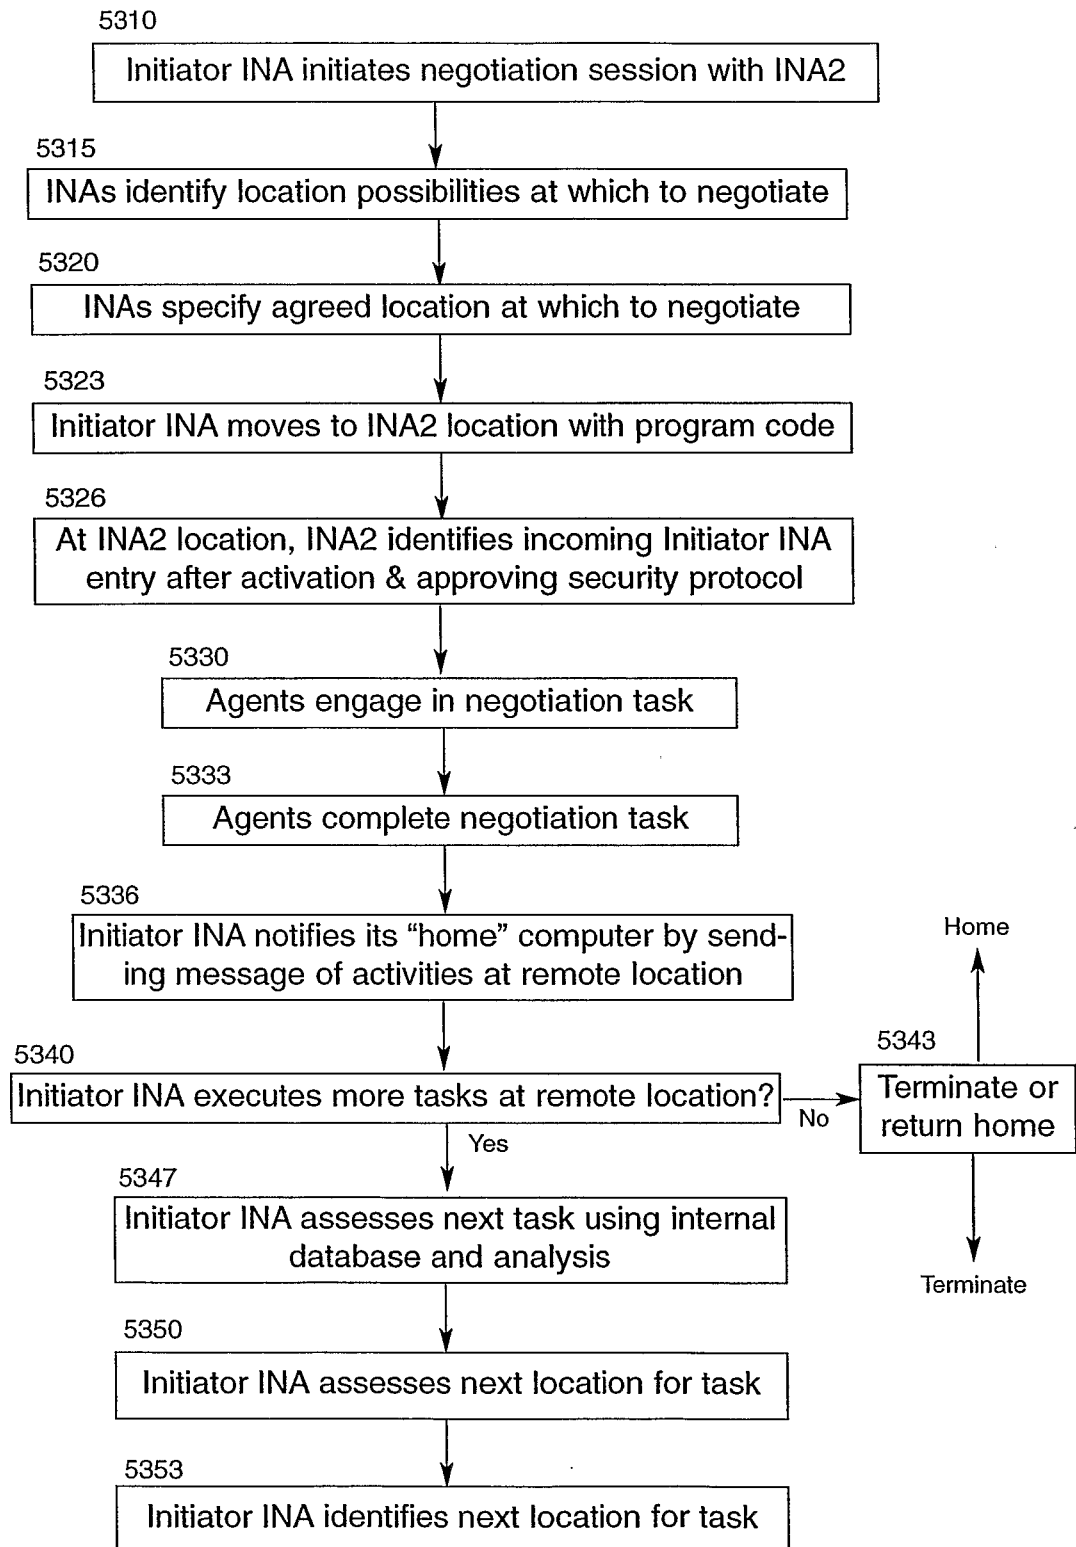 5310
Initiator INA initiates negotiation session with INA2
5315
INAs identify location possibilities at which to negotiate
5320
INAs specify agreed location at which to negotiate
5323
Initiator INA moves to INA2 location with program code
5326
At INA2 location, INA2 identifies incoming Initiator INA
entry after activation & approving security protocol
5330
Agents engage in negotiation task
5333
Agents complete negotiation task
5336
Initiator INA notifies its “home” computer by send-
ing message of activities at remote location
Home
5340
Initiator INA executes more tasks at remote location?
No
5343
Terminate or
return home
Yes
Terminate
5347
Initiator INA assesses next task using internal
database and analysis
5350
Initiator INA assesses next location for task
5353
Initiator INA identifies next location for task